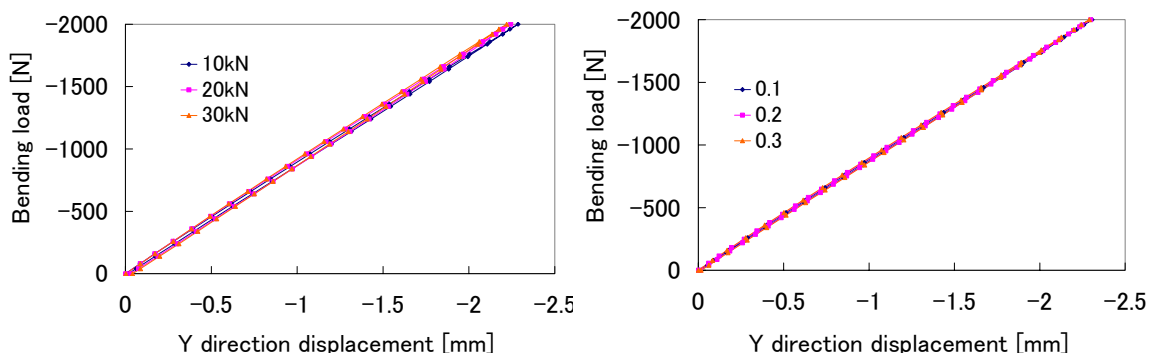 -2000
-1500
-1000
-500
0
Bending load [N]
10kN
20kN
30kN
0 -0.5 -1 -1.5 -2 -2.5
Y direction displacement [mm]
-2000
-1500
-1000
-500
0
Bending load [N]
0.1
0.2
0.3
0 -0.5 -1 -1.5 -2 -2.5
Y direction displacement [mm]